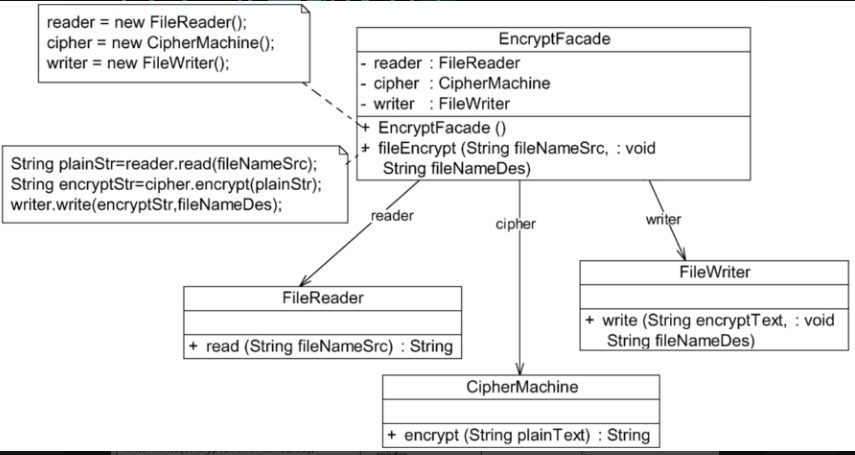 reader = new FileReader();
cipher = new CipherMachine();
writer = new FileWriter();
EncryptFacade
- reader : FileReader
- cipher : CipherMachine
- writer : FileWriter
+ EncryptFacade ()
+ fileEncrypt (String fileNameSrc, : void
String fileNameDes)
String plainStr=reader.read(fileNameSrc);
String encryptStr=cipher.encrypt(plainStr);
writer.write(encryptStr,fileNameDes);
reader
cipher
writer
FileReader
+ read (String fileNameSrc) : String
FileWriter
+ write (String encryptText, : void
String fileNameDes)
CipherMachine
+ encrypt (String plainText) : String